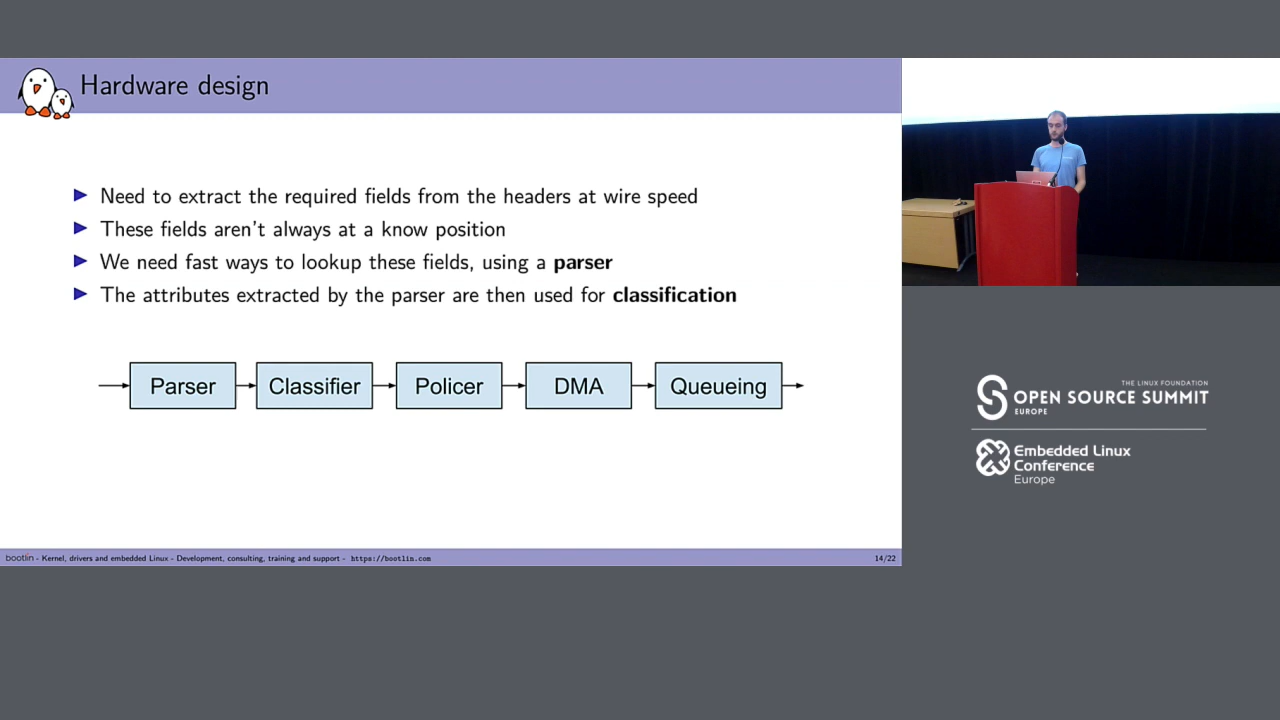 Hardware design
Need to extract the required fields from the headers at wire speed
These fields aren't always at a know position
We need fast ways to lookup these fields, using a parser
The attributes extracted by the parser are then used for classification
Parser
Classifier
Policer
DMA
Queueing
bootlin - Kernel, drivers and embedded Linux - Development, consulting, training and support - https://bootlin.com
14/22
THE LINUX FOUNDATION
OPEN SOURCE SUMMIT
EUROPE
Embedded Linux
Conference
Europe